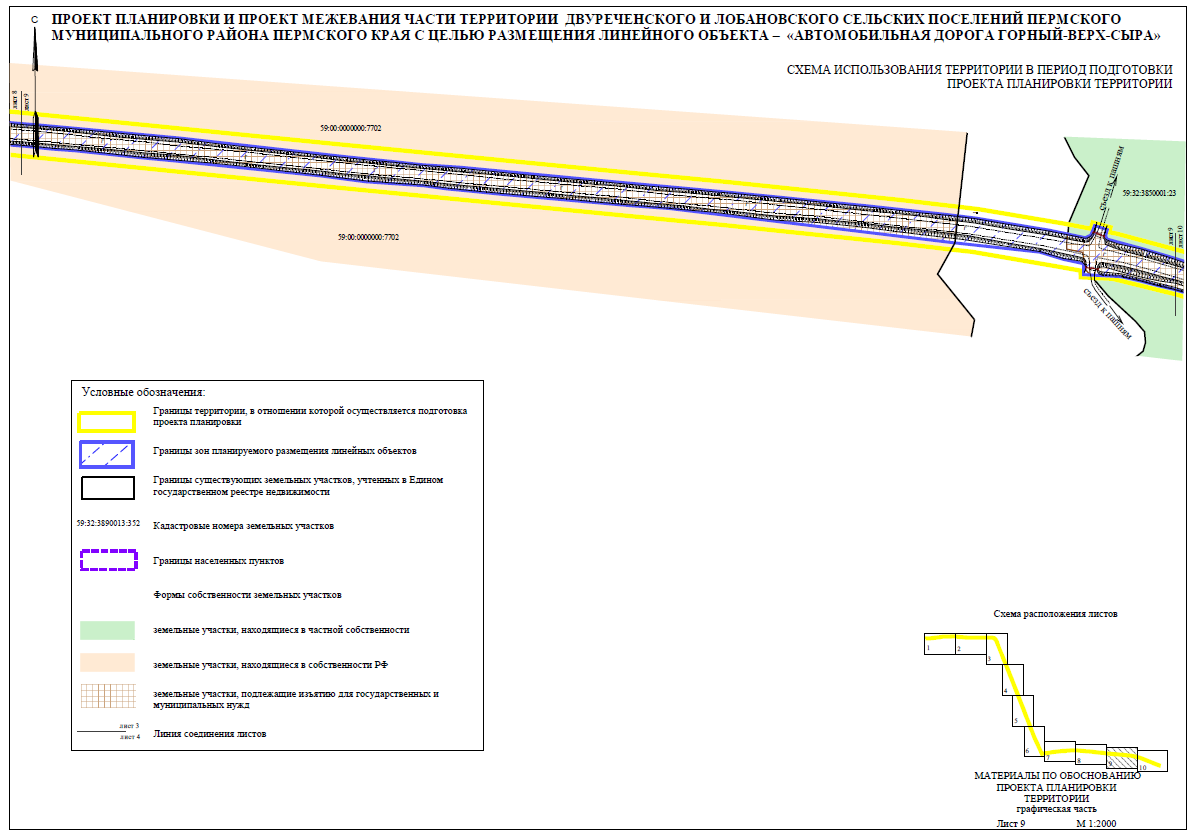 С
ПРОЕКТ ПЛАНИРОВКИ И ПРОЕКТ МЕЖЕВАНИЯ ЧАСТИ ТЕРРИТОРИИ ДВУРЕЧЕНСКОГО И ЛОБАНОВСКОГО СЕЛЬСКИХ ПОСЕЛЕНИЙ ПЕРМСКОГО
МУНИЦИПАЛЬНОГО РАЙОНА ПЕРМСКОГО КРАЯ С ЦЕЛЬЮ РАЗМЕЩЕНИЯ ЛИНЕЙНОГО ОБЪЕКТА – «АВТОМОБИЛЬНАЯ ДОРОГА ГОРНЫЙ-ВЕРХ-СЫРА»
СХЕМА ИСПОЛЬЗОВАНИЯ ТЕРРИТОРИИ В ПЕРИОД ПОДГОТОВКИ
ПРОЕКТА ПЛАНИРОВКИ ТЕРРИТОРИИ
лист 8
лист 9
59:00:0000000:7702
59:00:0000000:7702
съезд к пашням
59:32:3850001:23
лист 9
лист 10
съезд к пашням
Условные обозначения:
Границы территории, в отношении которой осуществляется подготовка
проекта планировки
Границы зон планируемого размещения линейных объектов
Границы существующих земельных участков, учтенных в Едином
государственном реестре недвижимости
59:32:3890013:352
Кадастровые номера земельных участков
Границы населенных пунктов
Формы собственности земельных участков
земельные участки, находящиеся в частной собственности
земельные участки, находящиеся в собственности РФ
земельные участки, подлежащие изъятию для государственных и
муниципальных нужд
лист 3
лист 4
Линия соединения листов
Схема расположения листов
1
2
3
4
5
6
7
8
9
10
МАТЕРИАЛЫ ПО ОБОСНОВАНИЮ
ПРОЕКТА ПЛАНИРОВКИ
ТЕРРИТОРИИ
графическая часть
Лист 9 М 1:2000